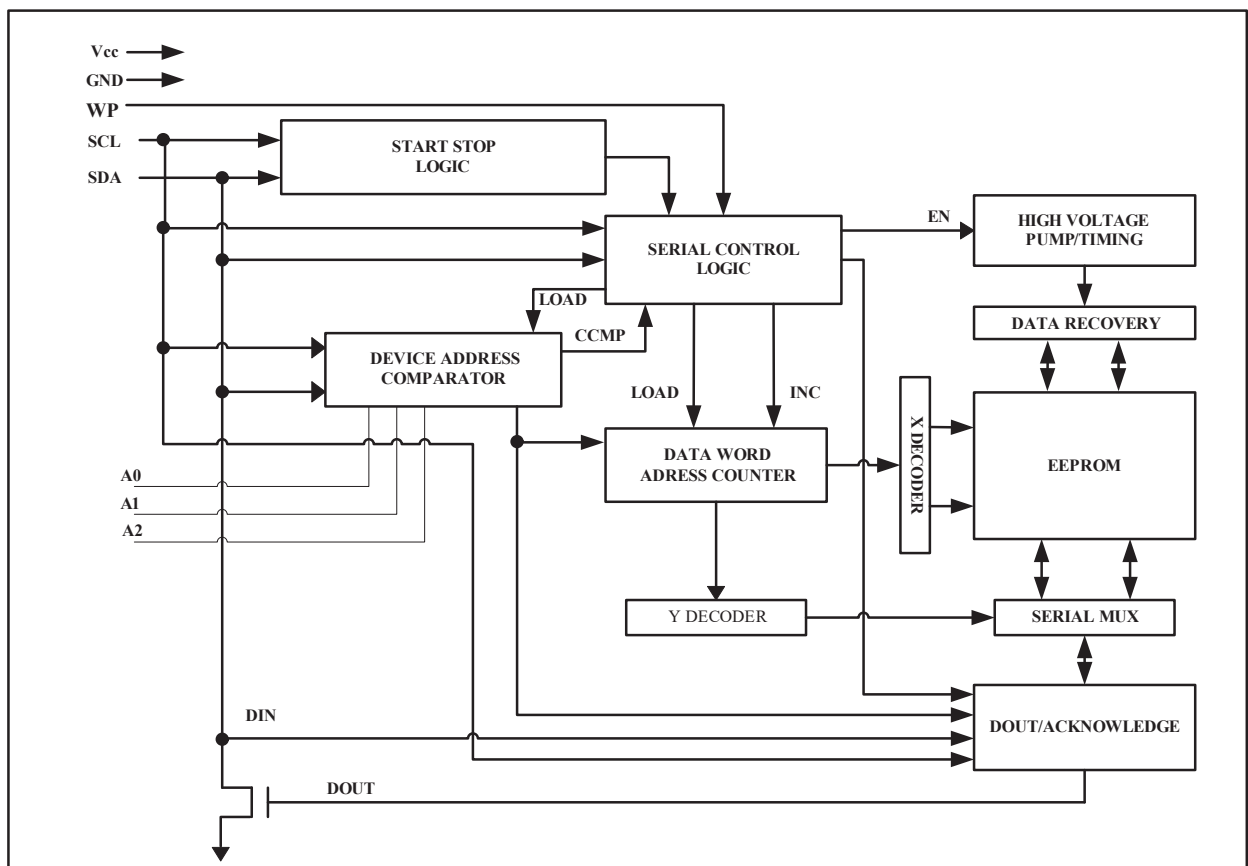 Vcc
GND
WP
SCL
SDA
START STOP
LOGIC
SERIAL CONTROL
LOGIC
EN
HIGH VOLTAGE
PUMP/TIMING
LOAD
CCMP
DATA RECOVERY
DEVICE ADDRESS
COMPARATOR
LOAD
INC
X DECODER
EEPROM
DATA WORD
ADRESS COUNTER
A0
A1
A2
Y DECODER
SERIAL MUX
DIN
DOUT/ACKNOWLEDGE
DOUT